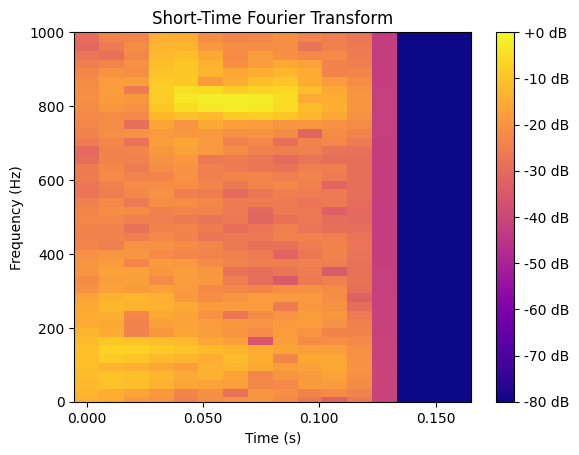 Short-Time Fourier Transform
1000
800
600
400
200
0
Frequency (Hz)
0.000
0.050
0.100
0.150
Time (s)
+0 dB
-10 dB
-20 dB
-30 dB
-40 dB
-50 dB
-60 dB
-70 dB
-80 dB